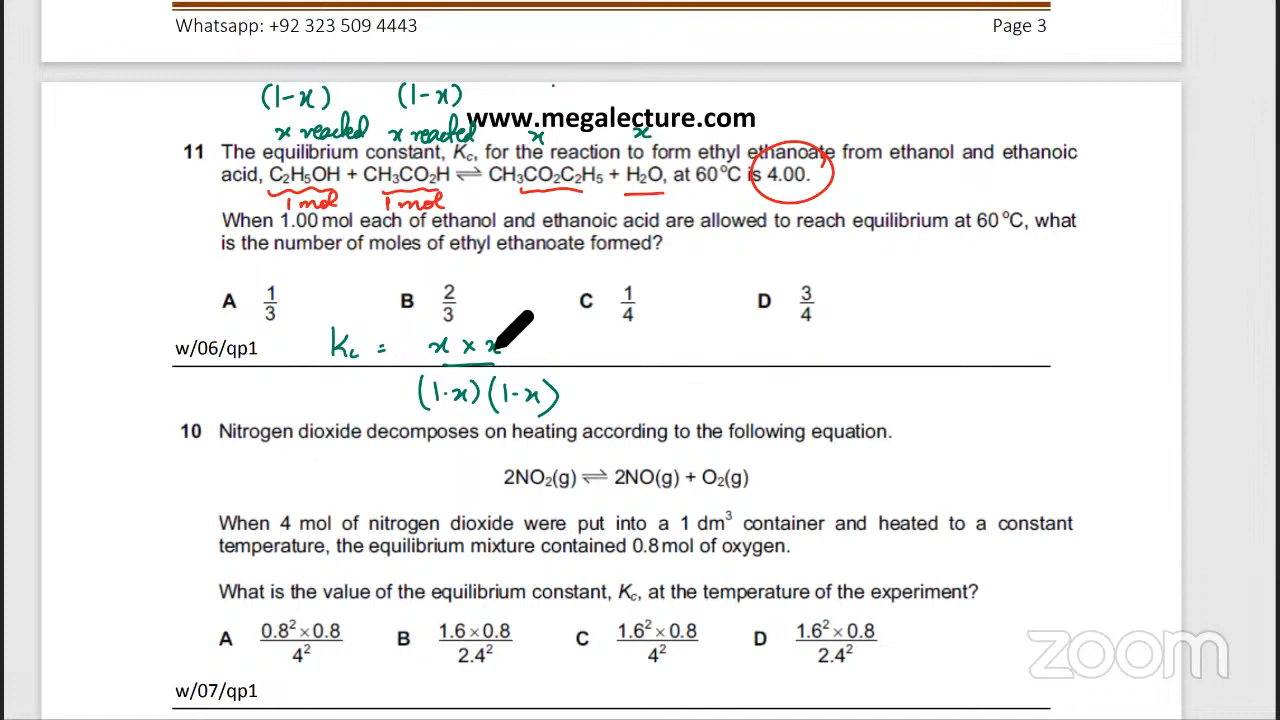 Whatsapp: +92 323 509 4443 Page 3
(1-x) (1-x)
www.megalecture.com
x reacted x reacted x x
11 The equilibrium constant, Kc, for the reaction to form ethyl ethanoate from ethanol and ethanoic
acid, C₂H₅OH + CH₃CO₂H ⇌ CH₃CO₂C₂H₅ + H₂O, at 60 °C is 4.00.
1 mol 1 mol
When 1.00 mol each of ethanol and ethanoic acid are allowed to reach equilibrium at 60 °C, what
is the number of moles of ethyl ethanoate formed?
A 1/3 B 2/3 C 1/4 D 3/4
Kc = x × x
w/06/qp1
(1-x)(1-x)
10 Nitrogen dioxide decomposes on heating according to the following equation.
2NO₂(g) ⇌ 2NO(g) + O₂(g)
When 4 mol of nitrogen dioxide were put into a 1 dm³ container and heated to a constant
temperature, the equilibrium mixture contained 0.8 mol of oxygen.
What is the value of the equilibrium constant, Kc, at the temperature of the experiment?
A 0.8² × 0.8 / 4² B 1.6 × 0.8 / 2.4² C 1.6² × 0.8 / 4² D 1.6² × 0.8 / 2.4²
zoom
w/07/qp1